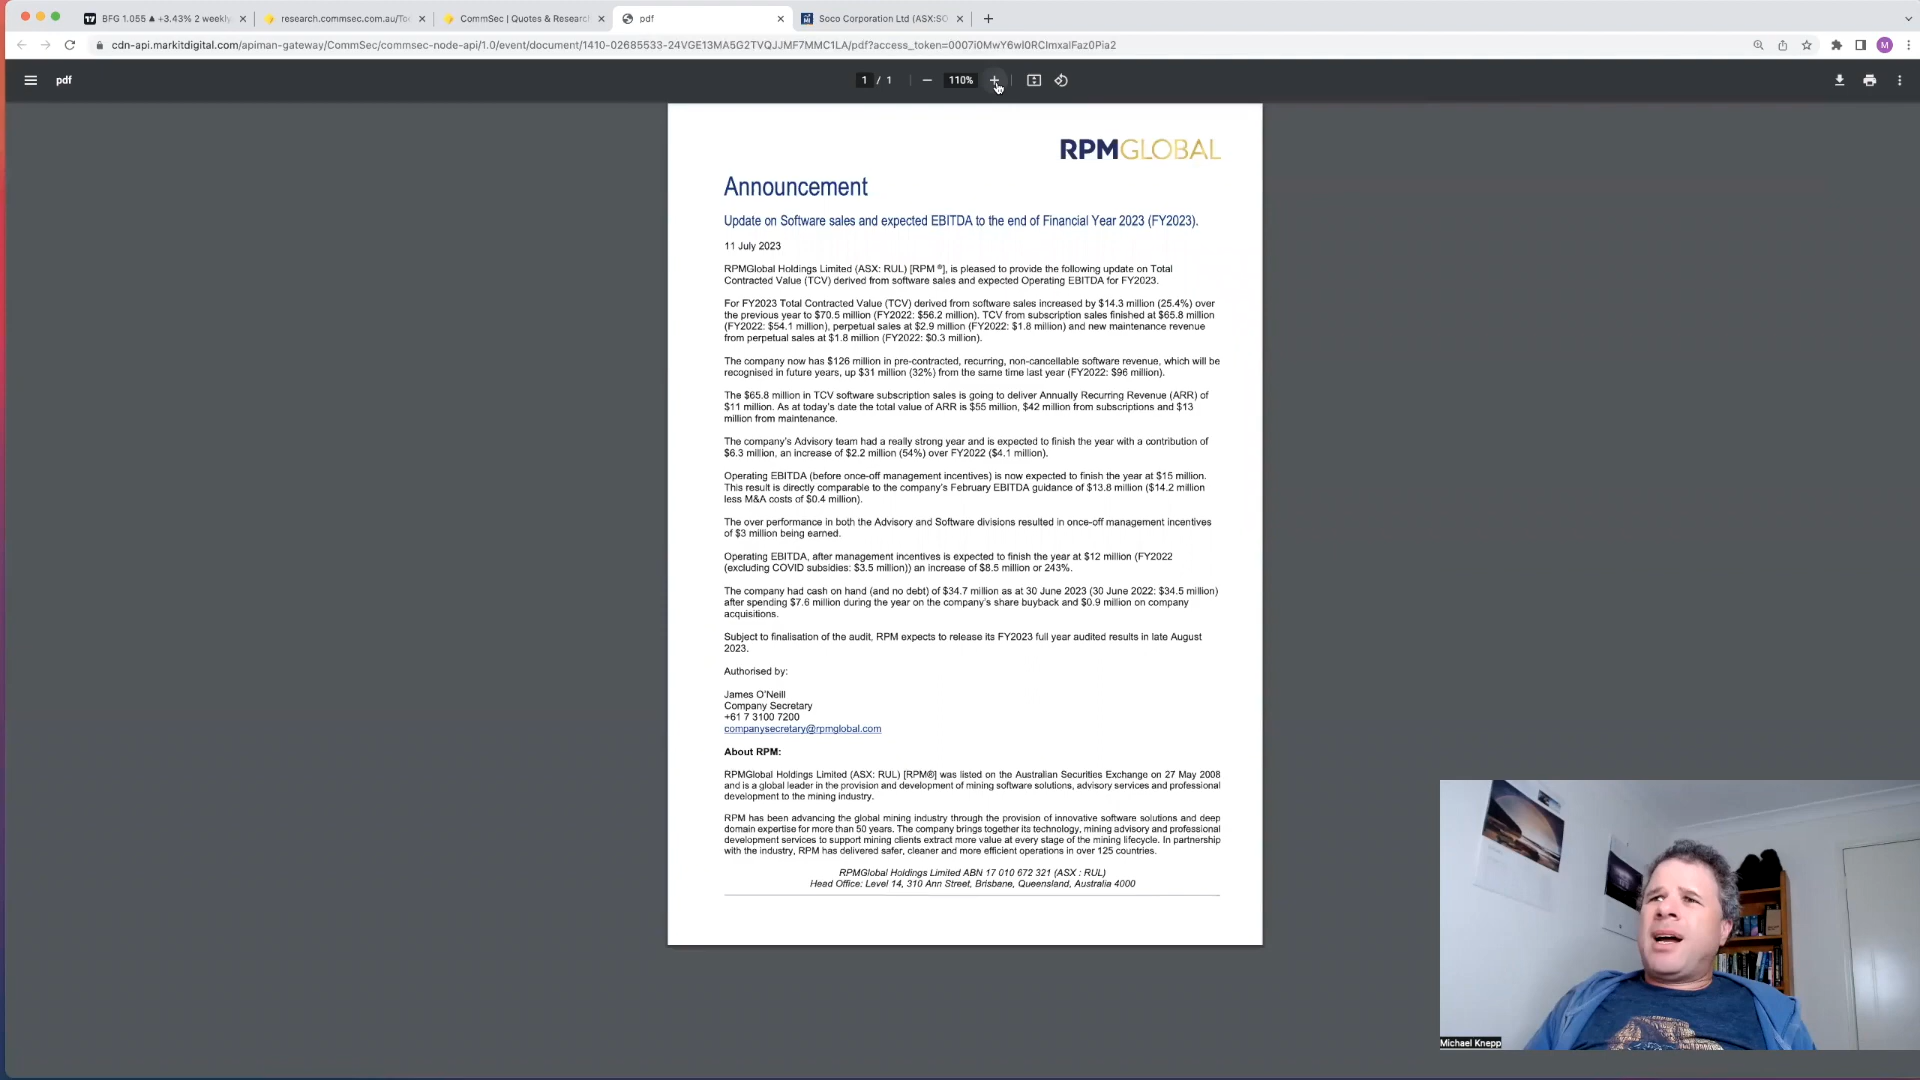 BFG 1.055 ▲ +3.43% 2 weekly
research.commsec.com.au/To
CommSec | Quotes & Research
pdf
Soco Corporation Ltd (ASX:SO
cdn-api.markitdigital.com/apiman-gateway/CommSec/commsec-node-api/1.0/event/document/1410-02685533-24VGE13MA5G2TVQJJMF7MMC1LA/pdf?access_token=0007i0MwY6wI0RCImxalFaz0Pia2
M
pdf
1 / 1
110%
RPMGLOBAL
Announcement
Update on Software sales and expected EBITDA to the end of Financial Year 2023 (FY2023).
11 July 2023
RPMGlobal Holdings Limited (ASX: RUL) [RPM ®], is pleased to provide the following update on Total
Contracted Value (TCV) derived from software sales and expected Operating EBITDA for FY2023.
For FY2023 Total Contracted Value (TCV) derived from software sales increased by $14.3 million (25.4%) over
the previous year to $70.5 million (FY2022: $56.2 million). TCV from subscription sales finished at $65.8 million
(FY2022: $54.1 million), perpetual sales at $2.9 million (FY2022: $1.8 million) and new maintenance revenue
from perpetual sales at $1.8 million (FY2022: $0.3 million).
The company now has $126 million in pre-contracted, recurring, non-cancellable software revenue, which will be
recognised in future years, up $31 million (32%) from the same time last year (FY2022: $96 million).
The $65.8 million in TCV software subscription sales is going to deliver Annually Recurring Revenue (ARR) of
$11 million. As at today's date the total value of ARR is $55 million, $42 million from subscriptions and $13
million from maintenance.
The company's Advisory team had a really strong year and is expected to finish the year with a contribution of
$6.3 million, an increase of $2.2 million (54%) over FY2022 ($4.1 million).
Operating EBITDA (before once-off management incentives) is now expected to finish the year at $15 million.
This result is directly comparable to the company's February EBITDA guidance of $13.8 million ($14.2 million
less M&A costs of $0.4 million).
The over performance in both the Advisory and Software divisions resulted in once-off management incentives
of $3 million being earned.
Operating EBITDA, after management incentives is expected to finish the year at $12 million (FY2022
(excluding COVID subsidies: $3.5 million)) an increase of $8.5 million or 243%.
The company had cash on hand (and no debt) of $34.7 million as at 30 June 2023 (30 June 2022: $34.5 million)
after spending $7.6 million during the year on the company's share buyback and $0.9 million on company
acquisitions.
Subject to finalisation of the audit, RPM expects to release its FY2023 full year audited results in late August
2023.
Authorised by:
James O'Neill
Company Secretary
+61 7 3100 7200
companysecretary@rpmglobal.com
About RPM:
RPMGlobal Holdings Limited (ASX: RUL) [RPM®] was listed on the Australian Securities Exchange on 27 May 2008
and is a global leader in the provision and development of mining software solutions, advisory services and professional
development to the mining industry.
RPM has been advancing the global mining industry through the provision of innovative software solutions and deep
domain expertise for more than 50 years. The company brings together its technology, mining advisory and professional
development services to support mining clients extract more value at every stage of the mining lifecycle. In partnership
with the industry, RPM has delivered safer, cleaner and more efficient operations in over 125 countries.
RPMGlobal Holdings Limited ABN 17 010 672 321 (ASX : RUL)
Head Office: Level 14, 310 Ann Street, Brisbane, Queensland, Australia 4000
Michael Knepp